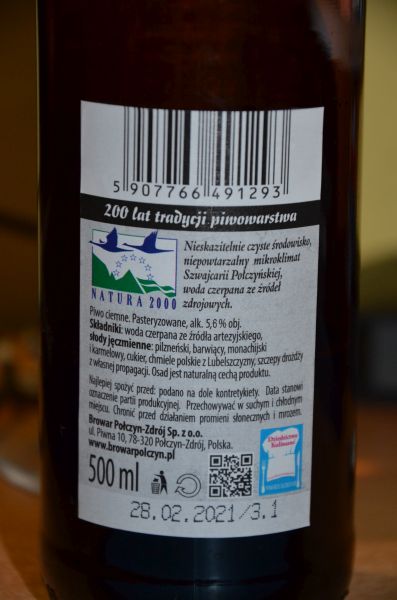 5 907766 491293
200 lat tradycji piwowarstwa
Nieskazitelnie czyste środowisko,
niepowtarzalny mikroklimat
Szwajcarii Połczyńskiej,
woda czerpana ze źródeł
zdrojowych.
NATURA 2000
Piwo ciemne. Pasteryzowane, alk. 5,6% obj.
Składniki: woda czerpana ze źródła artezyjskiego,
słody jęczmienne: pilzneński, barwiący, monachijski
i karmelowy, cukier, chmiele polskie z Lubelszczyzny, szczepy drożdży
z własnej propagacji. Osad jest naturalną cechą produktu.
Najlepiej spożyć przed: podano na dole kontretykiety. Data stanowi
oznaczenie partii produkcyjnej. Przechowywać w suchym i chłodnym
miejscu. Chronić przed działaniem promieni słonecznych i mrozem.
Browar Połczyn-Zdrój Sp. z o.o.
ul. Piwna 10, 78-320 Połczyn-Zdrój, Polska.
www.browarpolczyn.pl
500 ml
Dziedzictwo
Kulinarne
28.02.2021/3.1